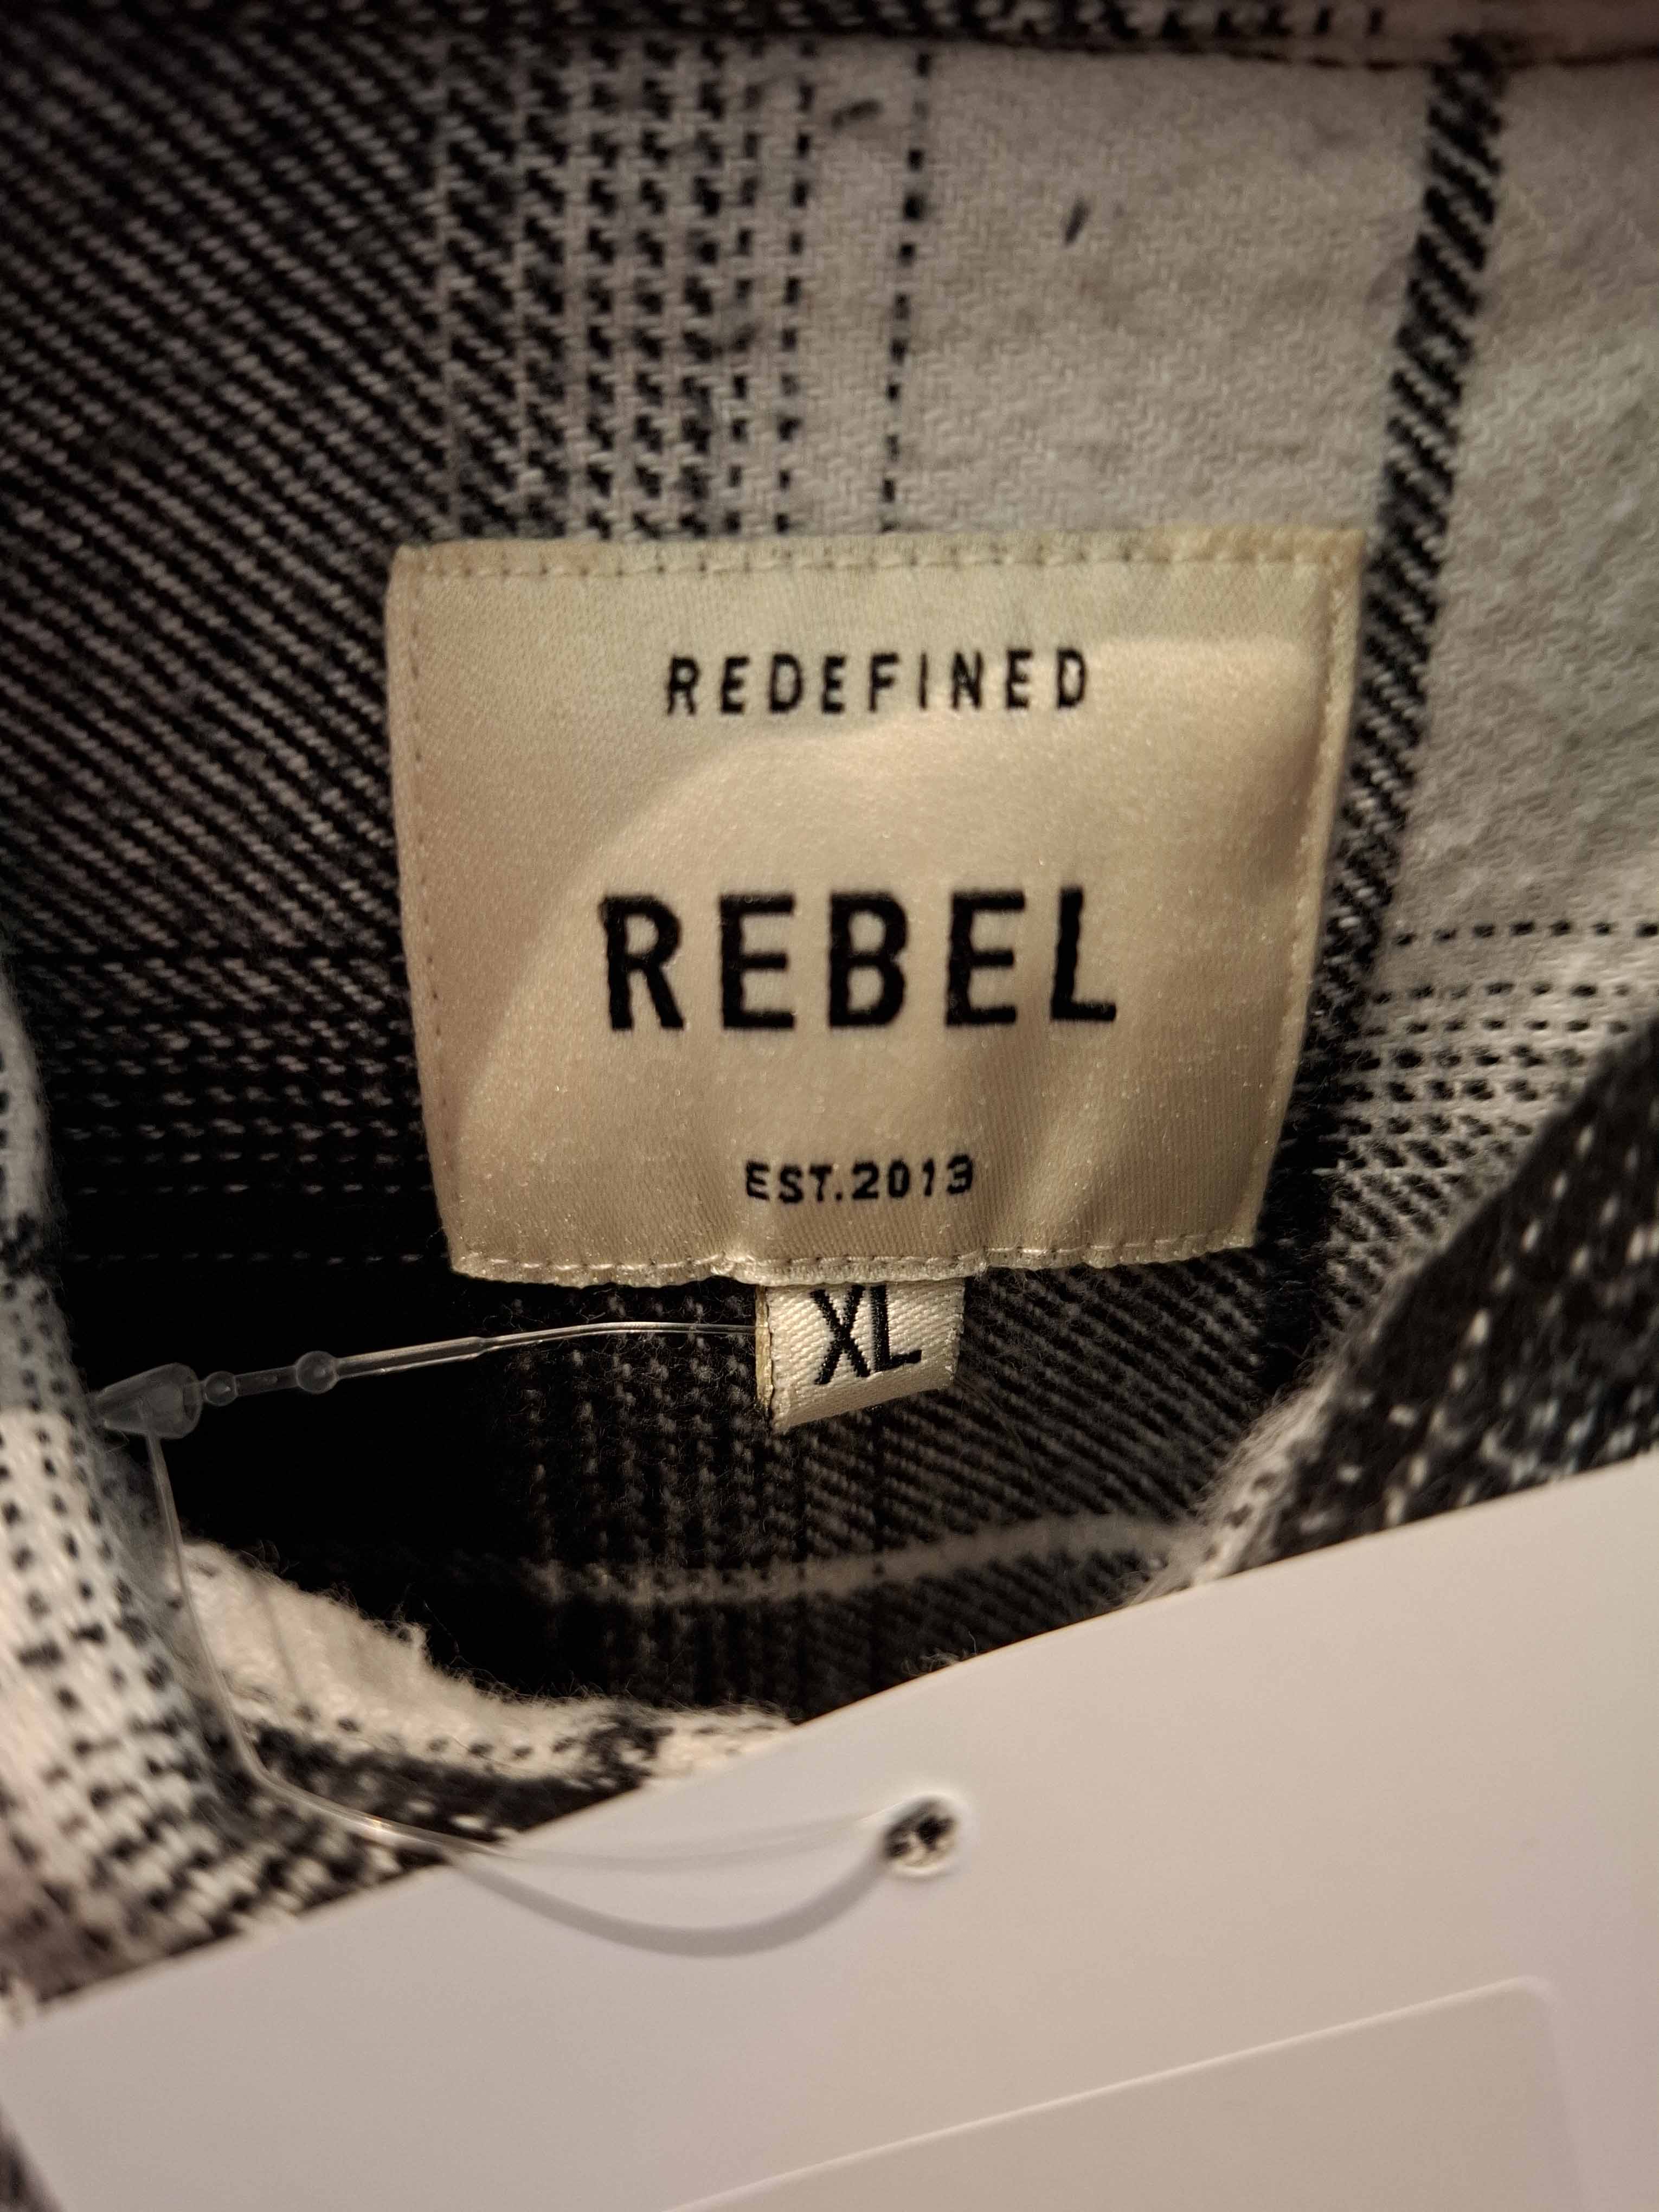 REDEFINED
REBEL
EST.2013
XL